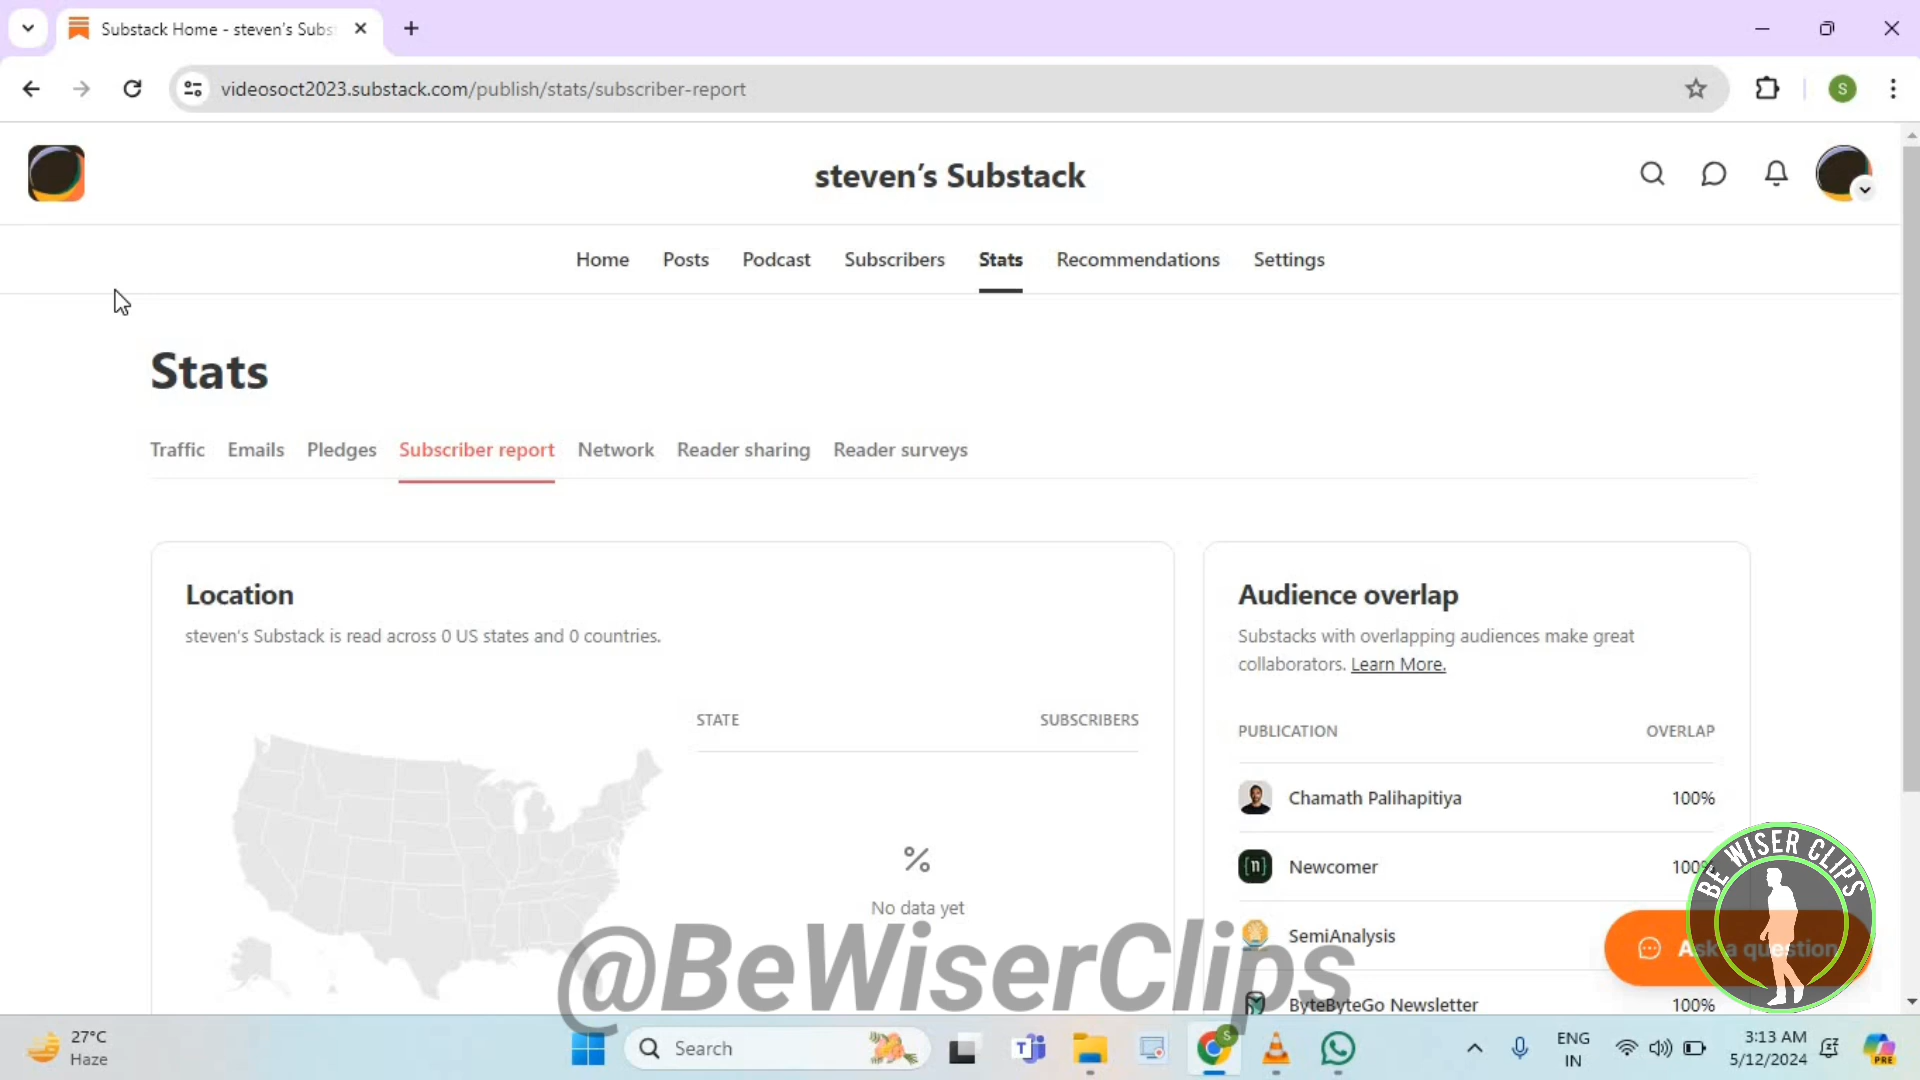 Substack Home - steven's Subs
videosoct2023.substack.com/publish/stats/subscriber-report
S
steven's Substack
Home Posts Podcast Subscribers Stats Recommendations Settings
Stats
Traffic Emails Pledges Subscriber report Network Reader sharing Reader surveys
Location
steven's Substack is read across 0 US states and 0 countries.
STATE SUBSCRIBERS
%
No data yet
Audience overlap
Substacks with overlapping audiences make great
collaborators. Learn More.
PUBLICATION OVERLAP
Chamath Palihapitiya 100%
{n} Newcomer 100%
SemiAnalysis
ByteByteGo Newsletter 100%
Ask a question
BE WISER CLIPS
@BeWiserClips
27°C
Haze
Search
S
ENG
IN
3:13 AM
5/12/2024
PRE